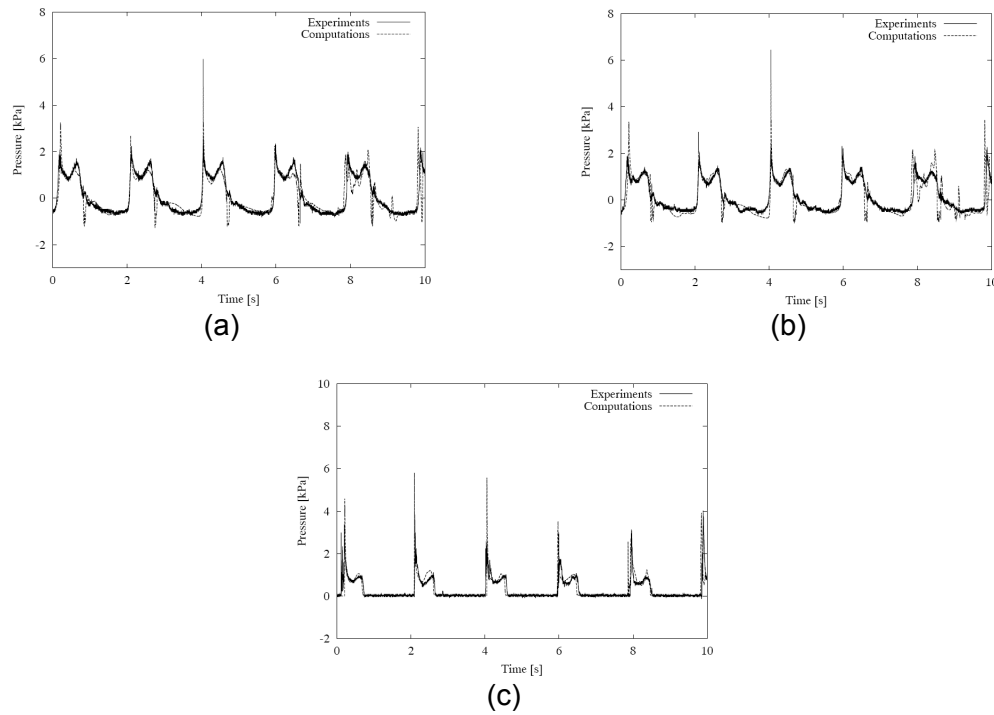 8
6
4
2
0
-2
Pressure [kPa]
Experiments
Computations
0 2 4 6 8 10
Time [s]
(a)
8
6
4
2
0
-2
Pressure [kPa]
Experiments
Computations
0 2 4 6 8 10
Time [s]
(b)
10
8
6
4
2
0
-2
Pressure [kPa]
Experiments
Computations
0 2 4 6 8 10
Time [s]
(c)